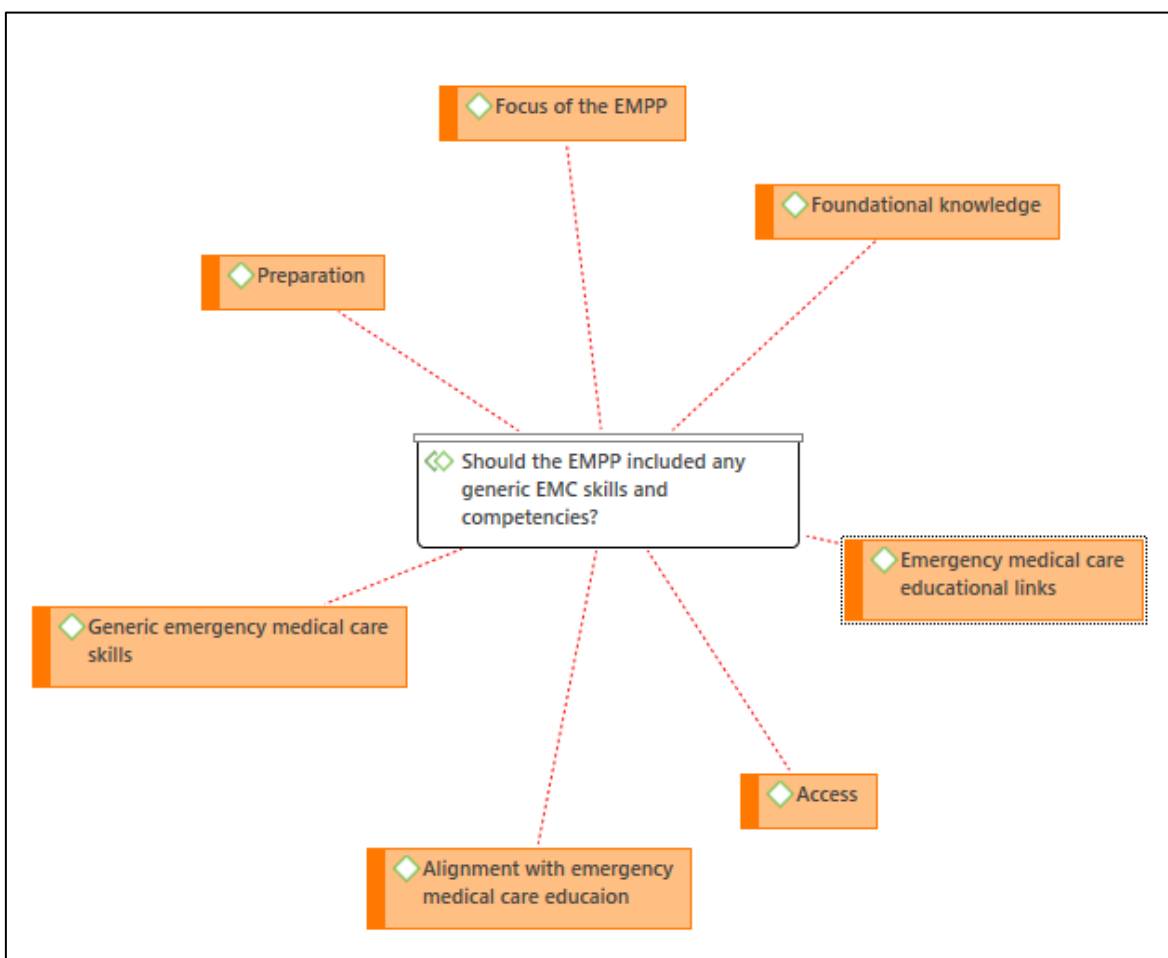 Focus of the EMPP
Foundational knowledge
Preparation
Should the EMPP included any
generic EMC skills and
competencies?
Emergency medical care
educational links
Generic emergency medical care
skills
Access
Alignment with emergency
medical care educaion